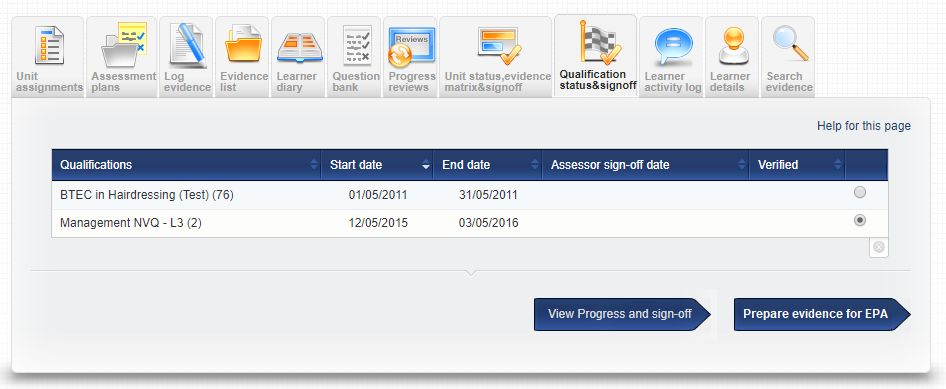 Unit
assignments
Assessment
plans
Log
evidence
Evidence
list
Learner
diary
Question
bank
Reviews
Progress
reviews
Unit status,evidence
matrix&signoff
Qualification
status&signoff
Learner
activity log
Learner
details
Search
evidence
Help for this page
Qualifications Start date End date Assessor sign-off date Verified
BTEC in Hairdressing (Test) (76) 01/05/2011 31/05/2011
Management NVQ - L3 (2) 12/05/2015 03/05/2016
View Progress and sign-off Prepare evidence for EPA